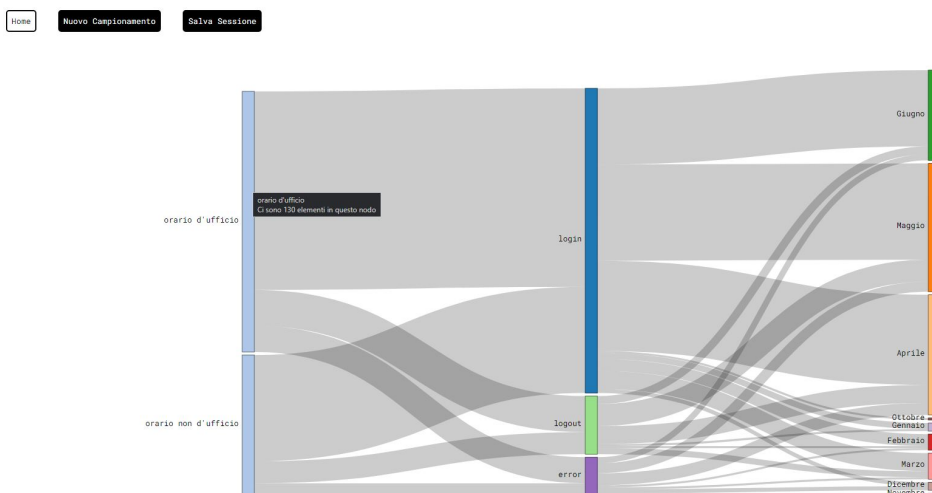 Home
Nuovo Campionamento
Salva Sessione
Giugno
orario d'ufficio
Ci sono 130 elementi in questo nodo
orario d'ufficio
Maggio
login
Aprile
Ottobre
Gennaio
orario non d'ufficio
logout
Febbraio
Marzo
error
Dicembre
Novembre